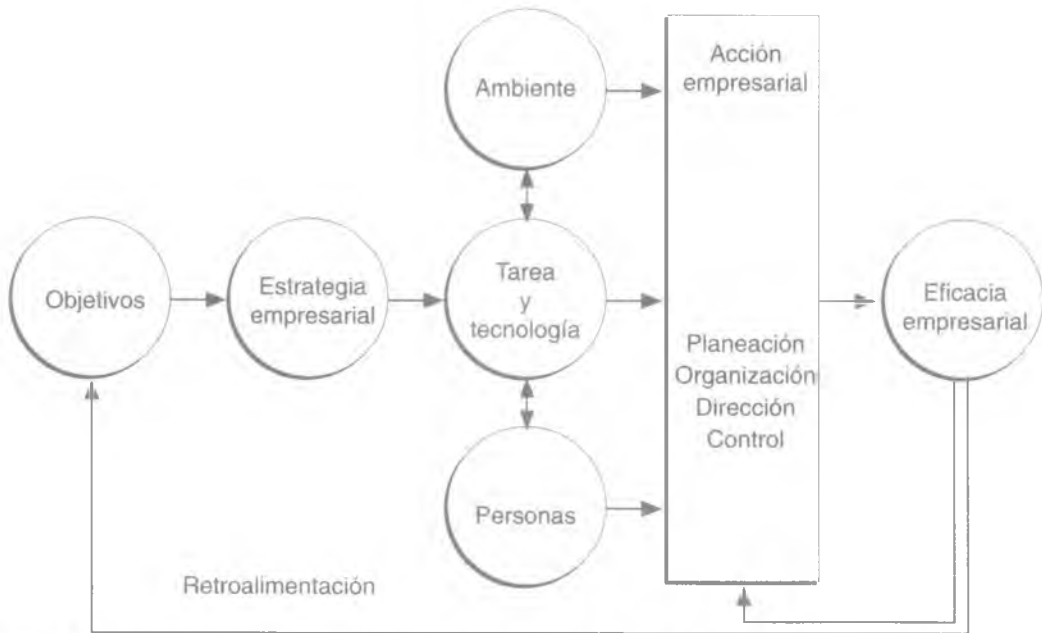 Ambiente
Acción
empresarial
Objetivos
Estrategia
empresarial
Tarea
y
tecnología
Eficacia
empresarial
Planeación
Organización
Dirección
Control
Personas
Retroalimentación